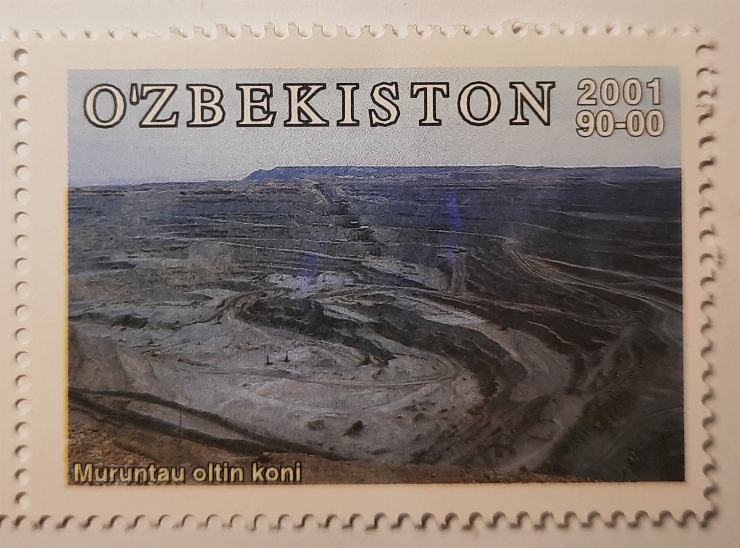 O'ZBEKISTON
2001
90-00
Muruntau oltin koni